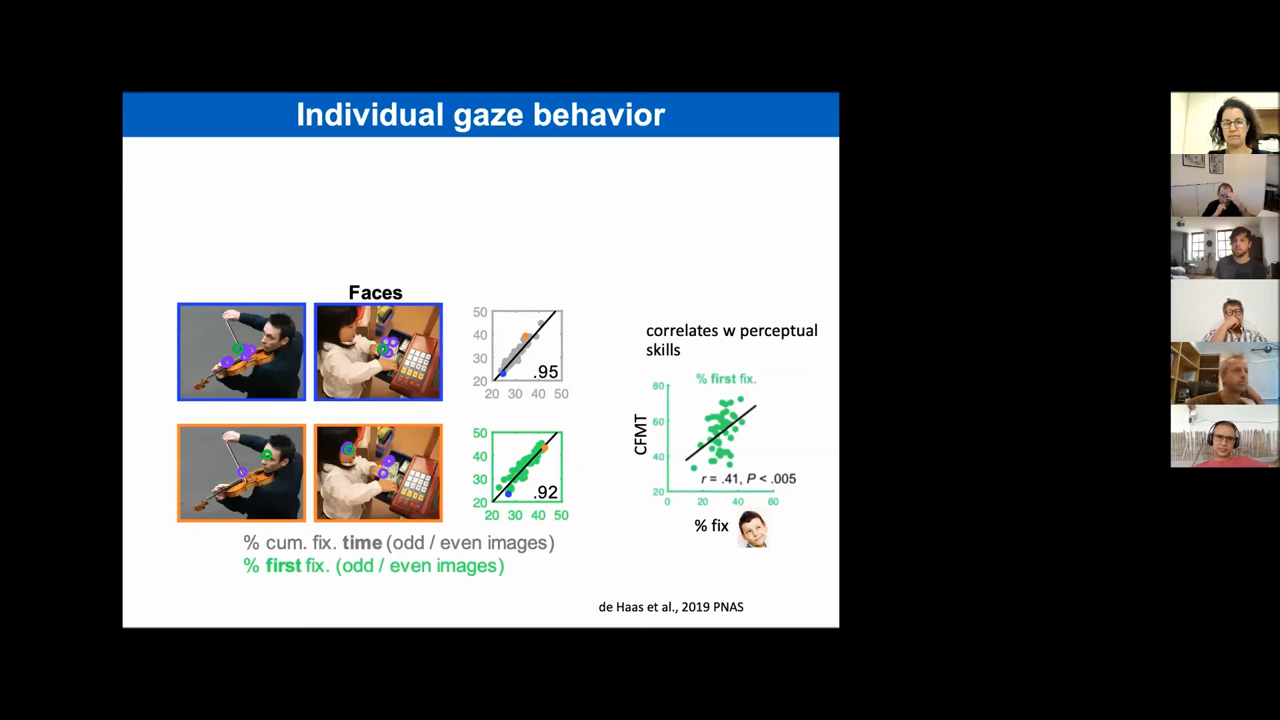 Individual gaze behavior
Faces
50
40
30
20
.95
20 30 40 50
50
40
30
20
.92
20 30 40 50
% cum. fix. time (odd / even images)
% first fix. (odd / even images)
correlates w perceptual
skills
% first fix.
80
60
40
20
CFMT
r = .41, P < .005
0 20 40 60
% fix
de Haas et al., 2019 PNAS